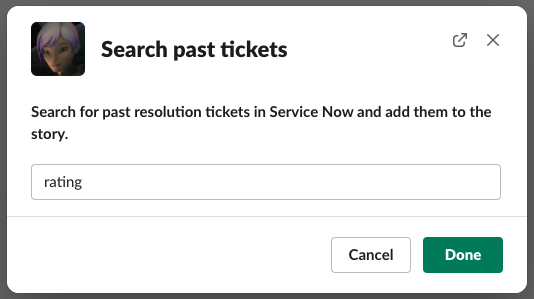 Search past tickets
Search for past resolution tickets in Service Now and add them to the
story.
rating
Cancel
Done